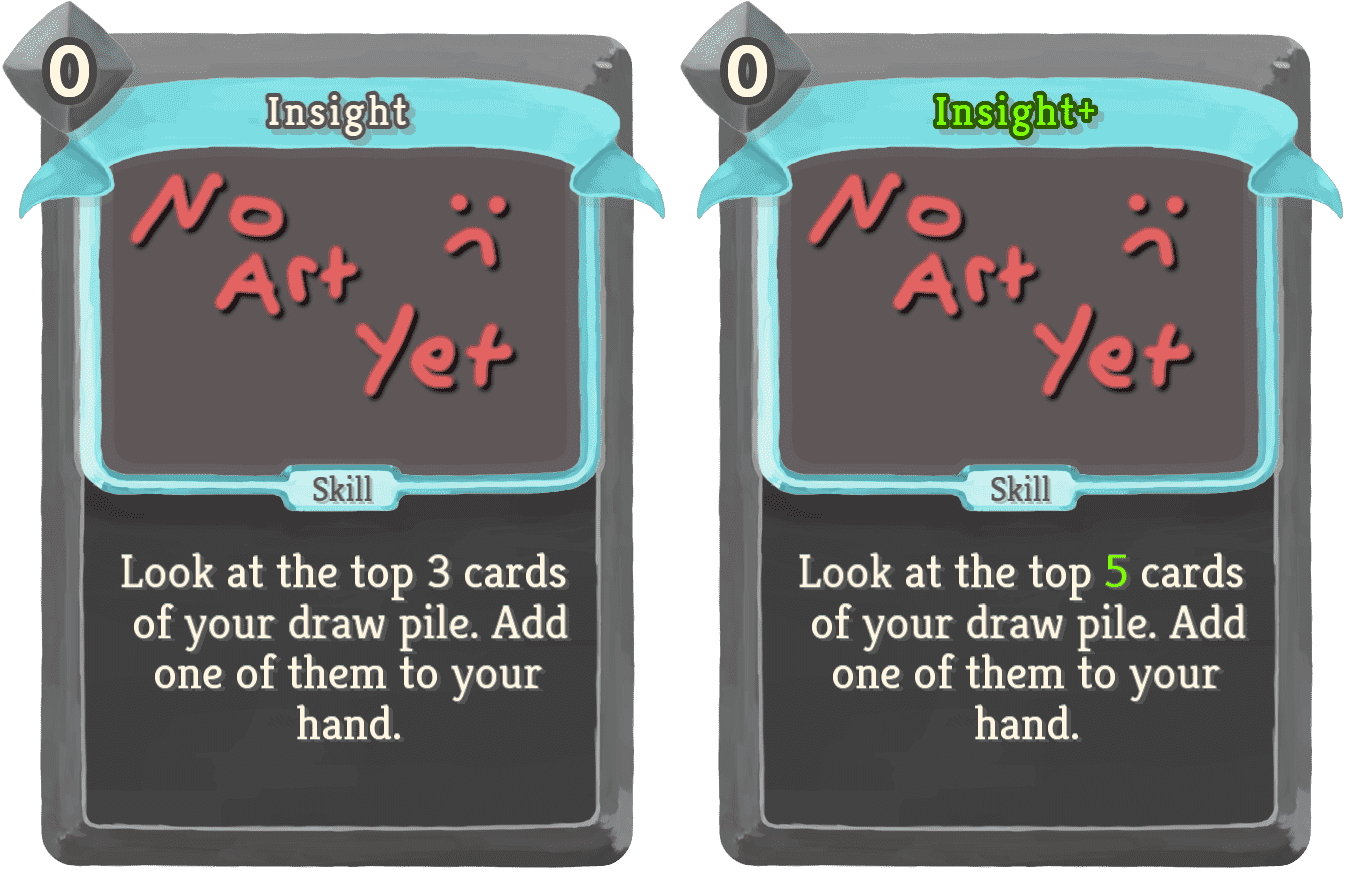 0
Insight
No
Art
Yet
Skill
Look at the top 3 cards
of your draw pile. Add
one of them to your
hand.
0
Insight+
No
Art
Yet
Skill
Look at the top 5 cards
of your draw pile. Add
one of them to your
hand.